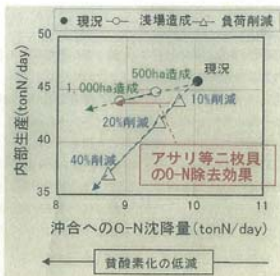 ●現況 -○- 浅場造成 -△- 負荷削減
50
45
40
35
内部生産(tonN/day)
現況
500ha造成
1,000ha造成
10%削減
20%削減
40%削減
アサリ等二枚貝
のO-N除去効果
8 9 10 11
沖合へのO-N沈降量(tonN/day)
貧酸素化の低減